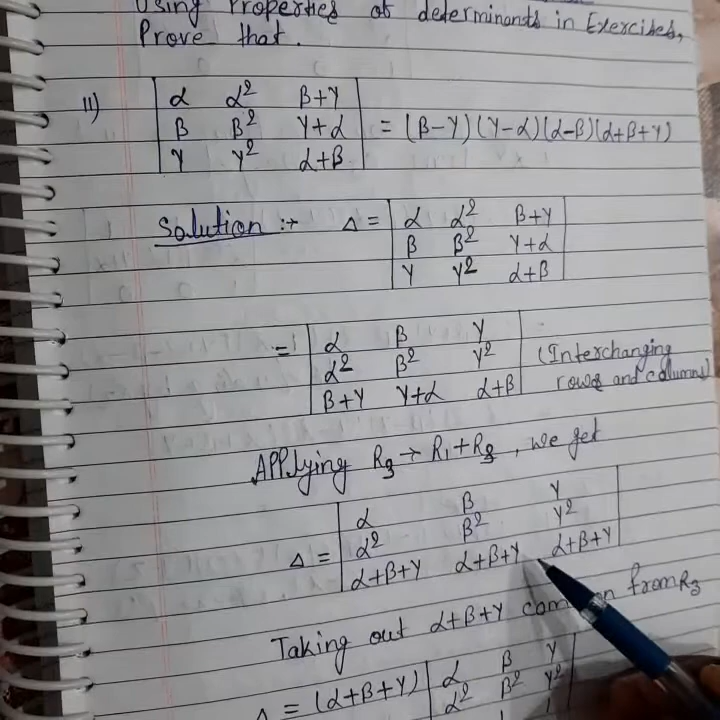 Using Properties of determinants in Exercises,
Prove that.
11) | α α² β+γ |
| β β² γ+α | = (β-γ)(γ-α)(α-β)(α+β+γ)
| γ γ² α+β |
Solution :- Δ = | α α² β+γ |
| β β² γ+α |
| γ γ² α+β |
= | α β γ |
| α² β² γ² | (Interchanging
| β+γ γ+α α+β | rows and columns)
Applying R₃ → R₁+R₃, we get
| α β γ |
Δ = | α² β² γ² |
| α+β+γ α+β+γ α+β+γ |
Taking out α+β+γ common from R₃
Δ = (α+β+γ) | α β γ |
| α² β² γ² |